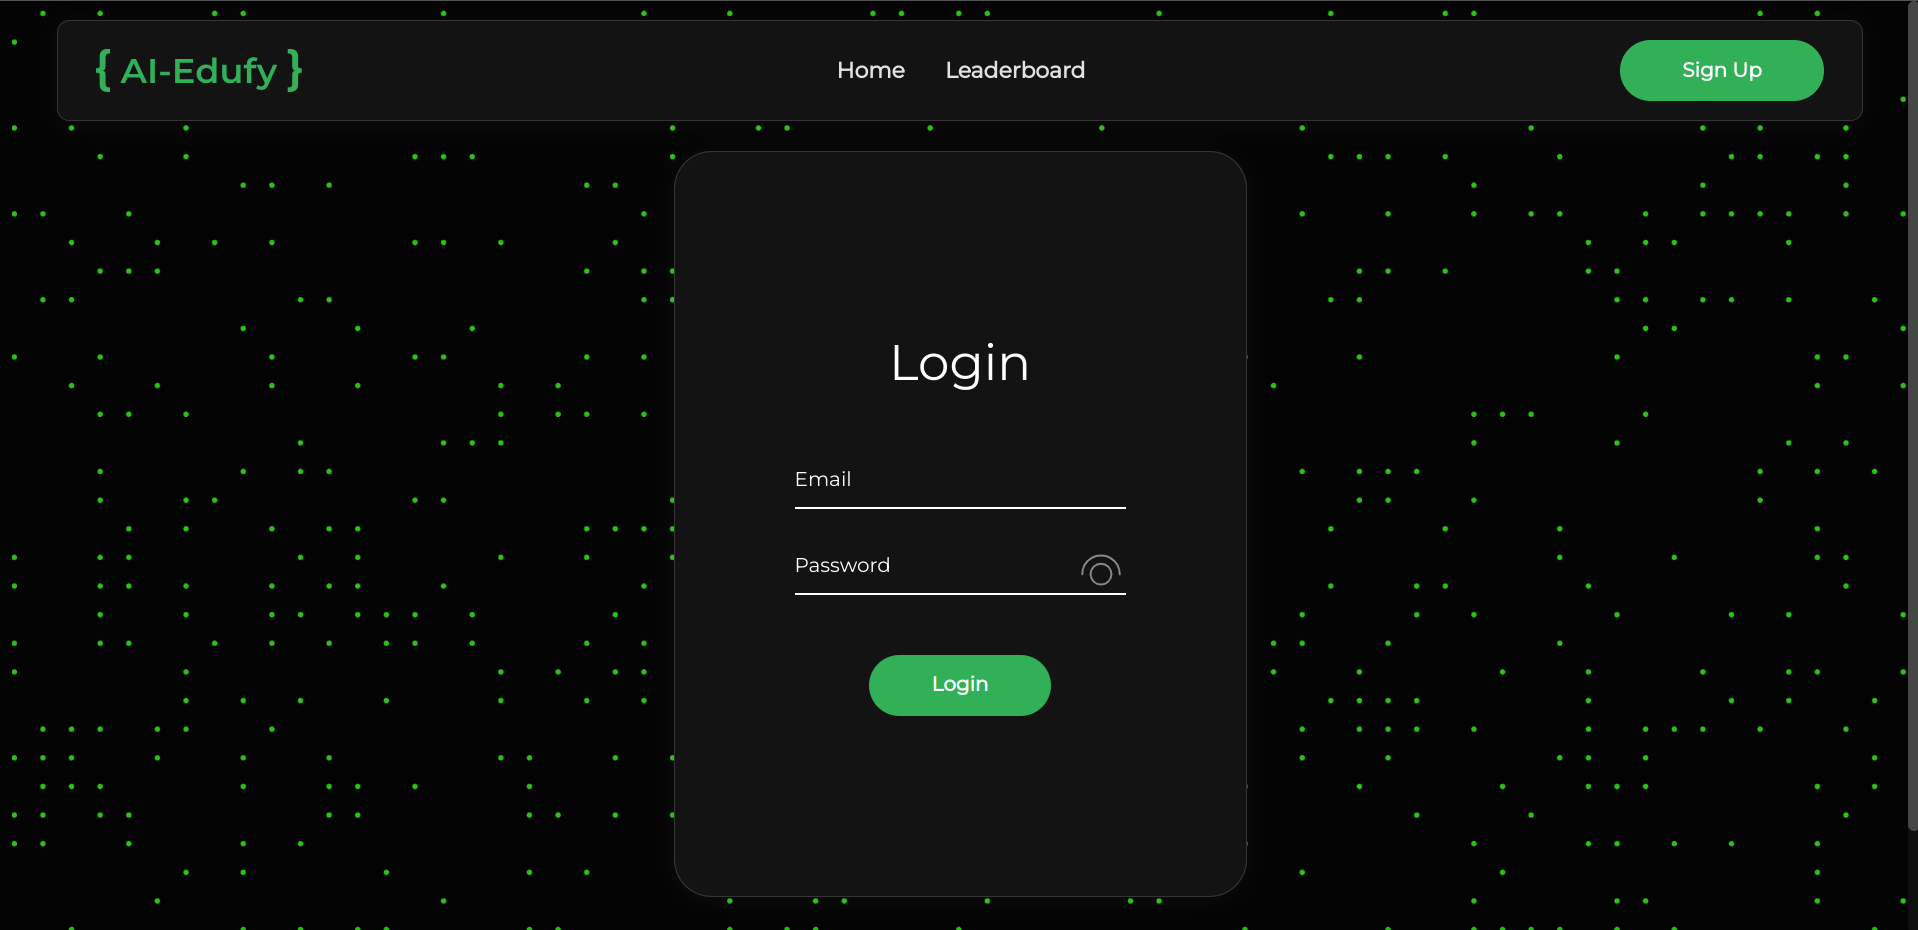 { AI-Edufy }
Home Leaderboard
Sign Up
Login
Email
Password
Login